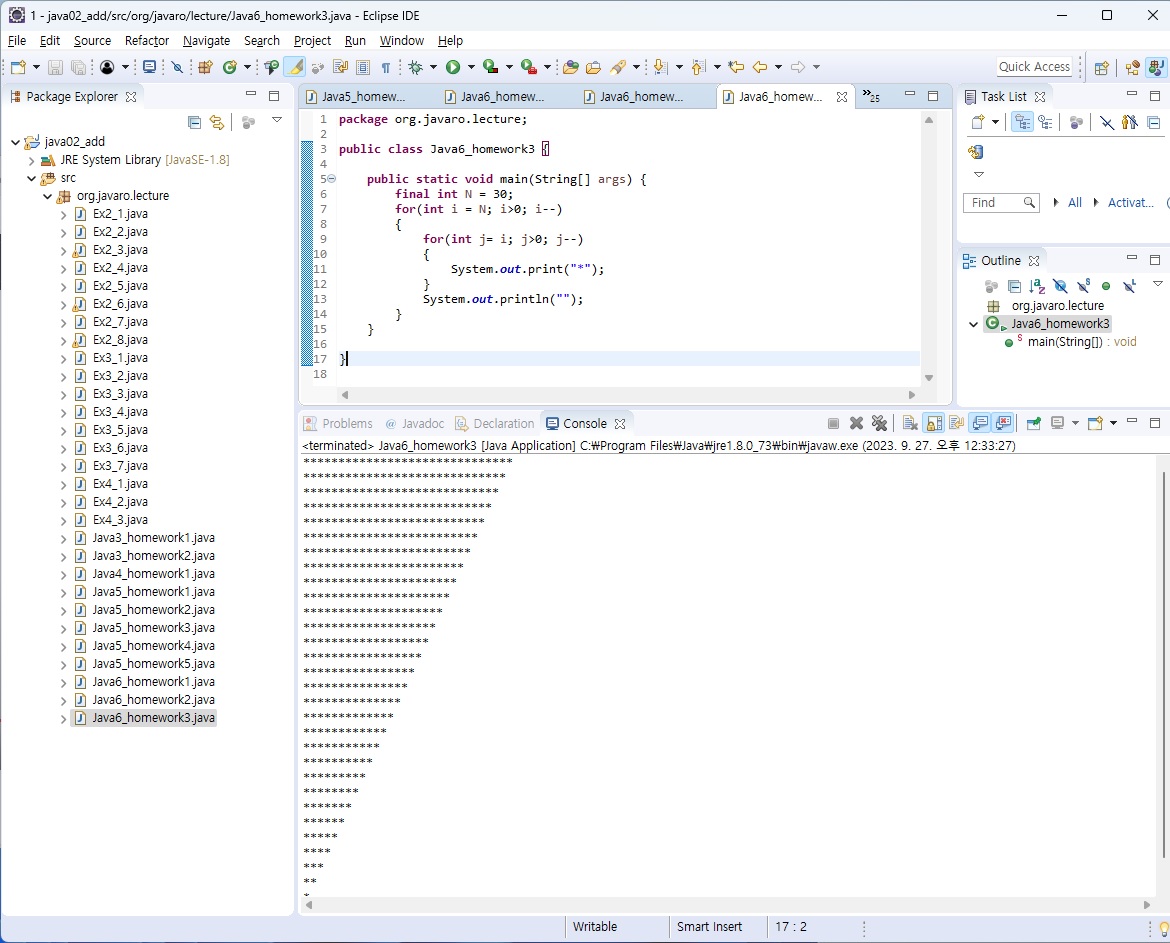 1 - java02_add/src/org/javaro/lecture/Java6_homework3.java - Eclipse IDE
File Edit Source Refactor Navigate Search Project Run Window Help
Quick Access
Package Explorer
java02_add
JRE System Library [JavaSE-1.8]
src
org.javaro.lecture
Ex2_1.java
Ex2_2.java
Ex2_3.java
Ex2_4.java
Ex2_5.java
Ex2_6.java
Ex2_7.java
Ex2_8.java
Ex3_1.java
Ex3_2.java
Ex3_3.java
Ex3_4.java
Ex3_5.java
Ex3_6.java
Ex3_7.java
Ex4_1.java
Ex4_2.java
Ex4_3.java
Java3_homework1.java
Java3_homework2.java
Java4_homework1.java
Java5_homework1.java
Java5_homework2.java
Java5_homework3.java
Java5_homework4.java
Java5_homework5.java
Java6_homework1.java
Java6_homework2.java
Java6_homework3.java
Java5_homew... Java6_homew... Java6_homew... Java6_homew... »25
1 package org.javaro.lecture;
2
3 public class Java6_homework3 {
4
5 public static void main(String[] args) {
6 final int N = 30;
7 for(int i = N; i>0; i--)
8 {
9 for(int j= i; j>0; j--)
10 {
11 System.out.print("*");
12 }
13 System.out.println("");
14 }
15 }
16
17 }
18
Task List
Find All Activat...
Outline
org.javaro.lecture
Java6_homework3
main(String[]) : void
Problems @ Javadoc Declaration Console
<terminated> Java6_homework3 [Java Application] C:₩Program Files₩Java₩jre1.8.0_73₩bin₩javaw.exe (2023. 9. 27. 오후 12:33:27)
******************************
*****************************
****************************
***************************
**************************
*************************
************************
***********************
**********************
*********************
********************
*******************
******************
*****************
****************
***************
**************
*************
************
***********
**********
*********
********
*******
******
*****
****
***
**
*
Writable Smart Insert 17 : 2